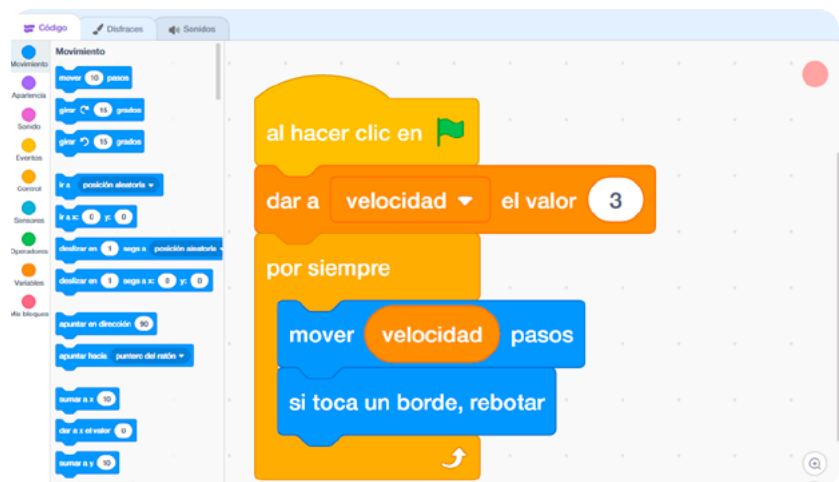 Código
Disfraces
Sonidos
Movimiento
Apariencia
Sonido
Eventos
Control
Sensores
Operadores
Variables
Mis bloques
Movimiento
mover 10 pasos
girar 15 grados
girar 15 grados
ir a posición aleatoria
ir a x: 0 y: 0
deslizar en 1 segs a posición aleatoria
deslizar en 1 segs a x: 0 y: 0
apuntar en dirección 90
apuntar hacia puntero del ratón
sumar a x 10
dar a x el valor 0
sumar a y 10
al hacer clic en
dar a velocidad el valor 3
por siempre
mover velocidad pasos
si toca un borde, rebotar